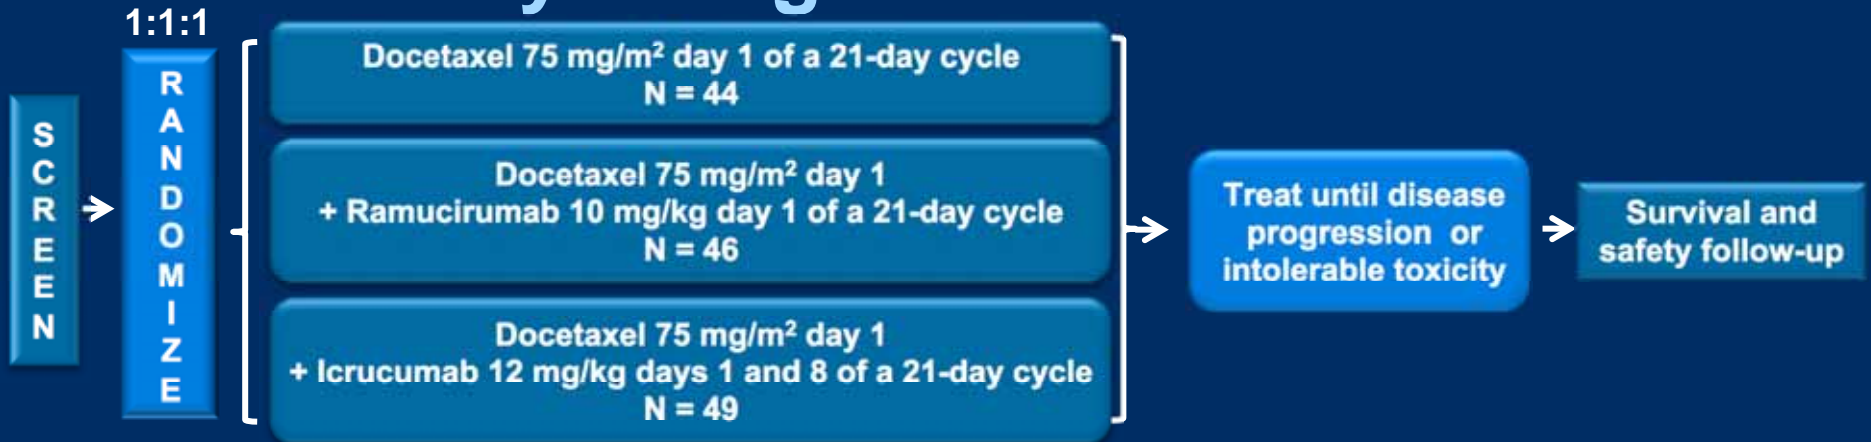 1:1:1
SCREEN
RANDOMIZE
Docetaxel 75 mg/m² day 1 of a 21-day cycle
N = 44
Docetaxel 75 mg/m² day 1
+ Ramucirumab 10 mg/kg day 1 of a 21-day cycle
N = 46
Docetaxel 75 mg/m² day 1
+ Icrucumab 12 mg/kg days 1 and 8 of a 21-day cycle
N = 49
Treat until disease
progression or
intolerable toxicity
Survival and
safety follow-up